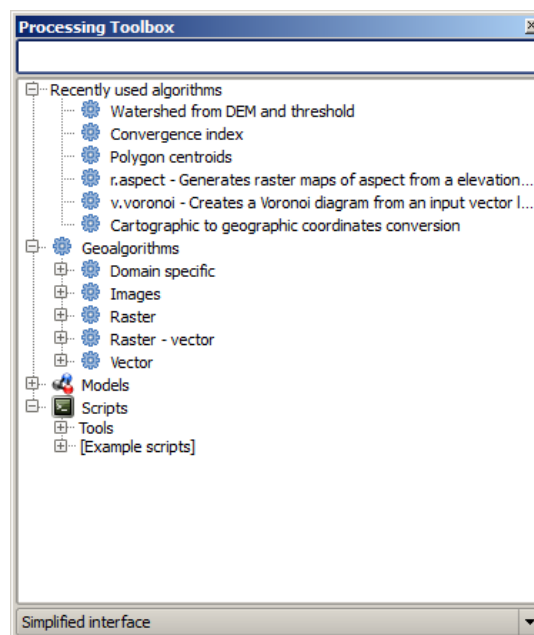 Processing Toolbox
Recently used algorithms
Watershed from DEM and threshold
Convergence index
Polygon centroids
r.aspect - Generates raster maps of aspect from a elevation...
v.voronoi - Creates a Voronoi diagram from an input vector l...
Cartographic to geographic coordinates conversion
Geoalgorithms
Domain specific
Images
Raster
Raster - vector
Vector
Models
Scripts
Tools
[Example scripts]
Simplified interface